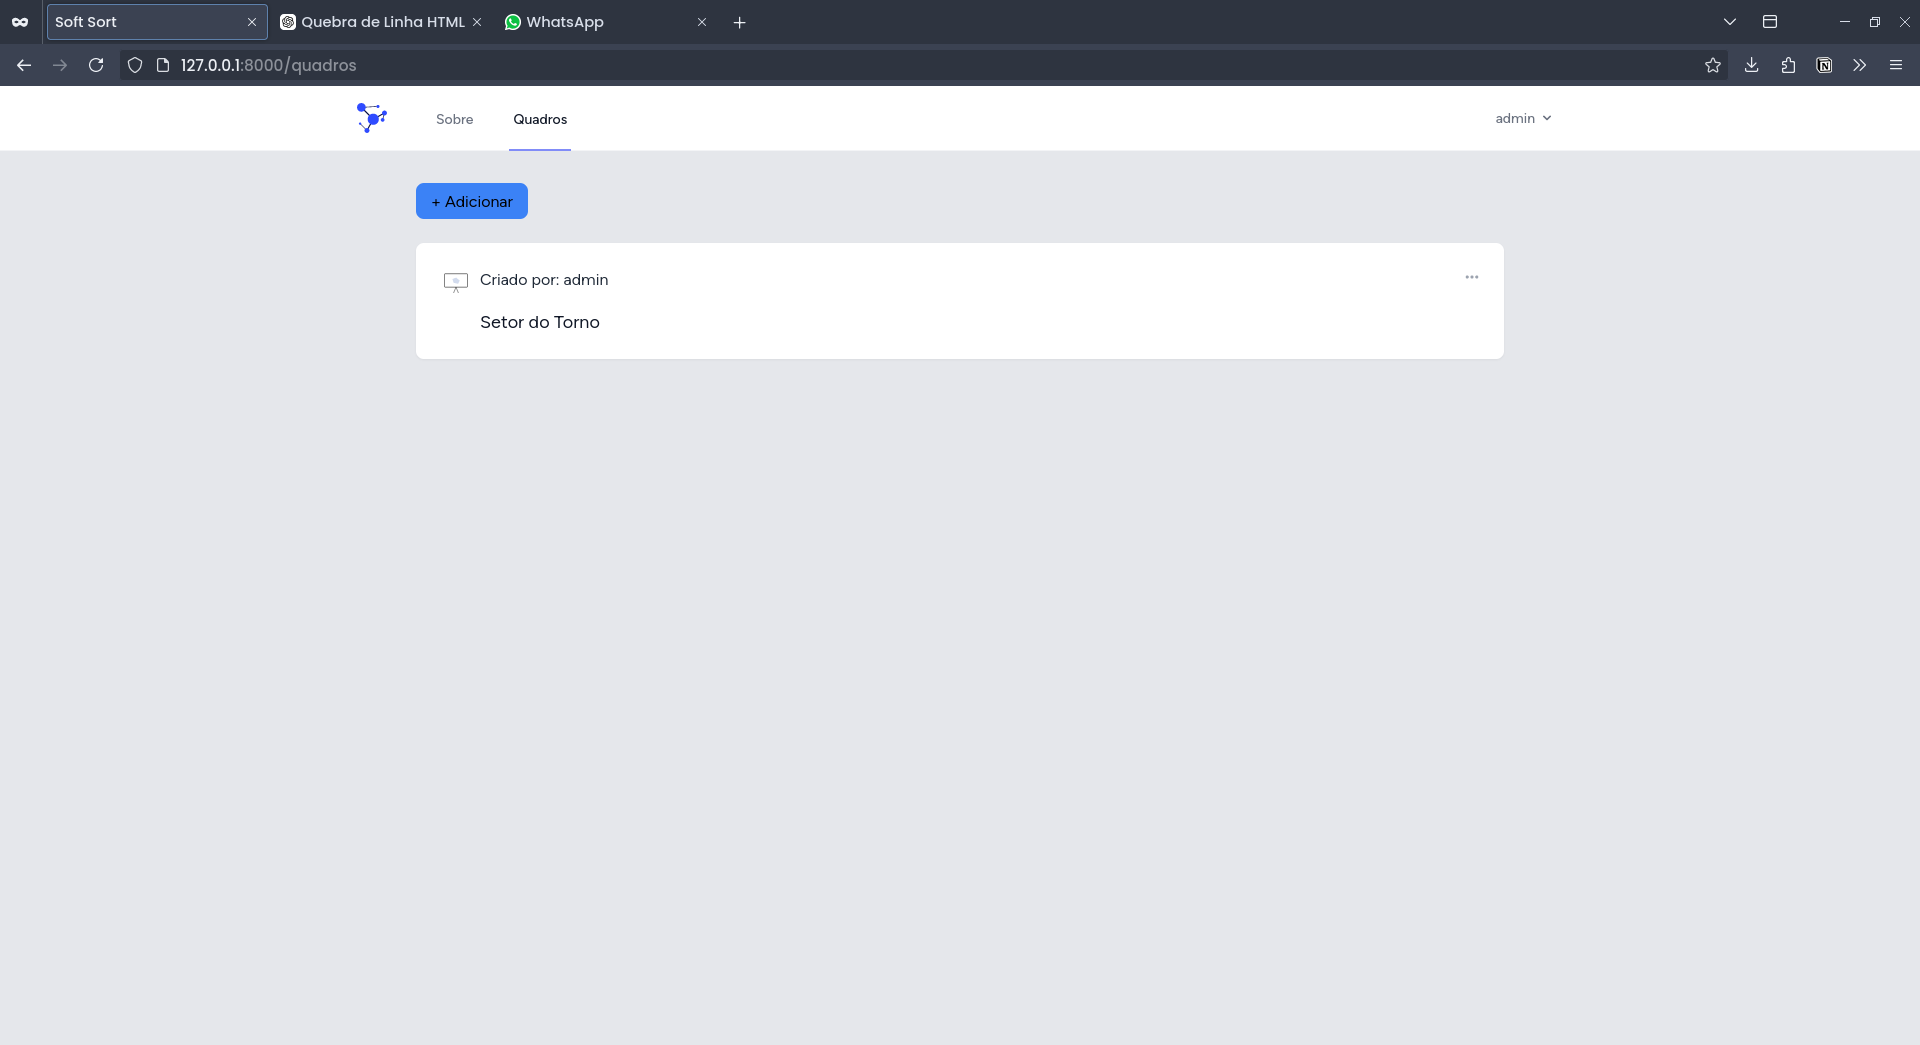 Soft Sort
Quebra de Linha HTML
WhatsApp
127.0.0.1:8000/quadros
Sobre
Quadros
admin
+ Adicionar
Criado por: admin
Setor do Torno